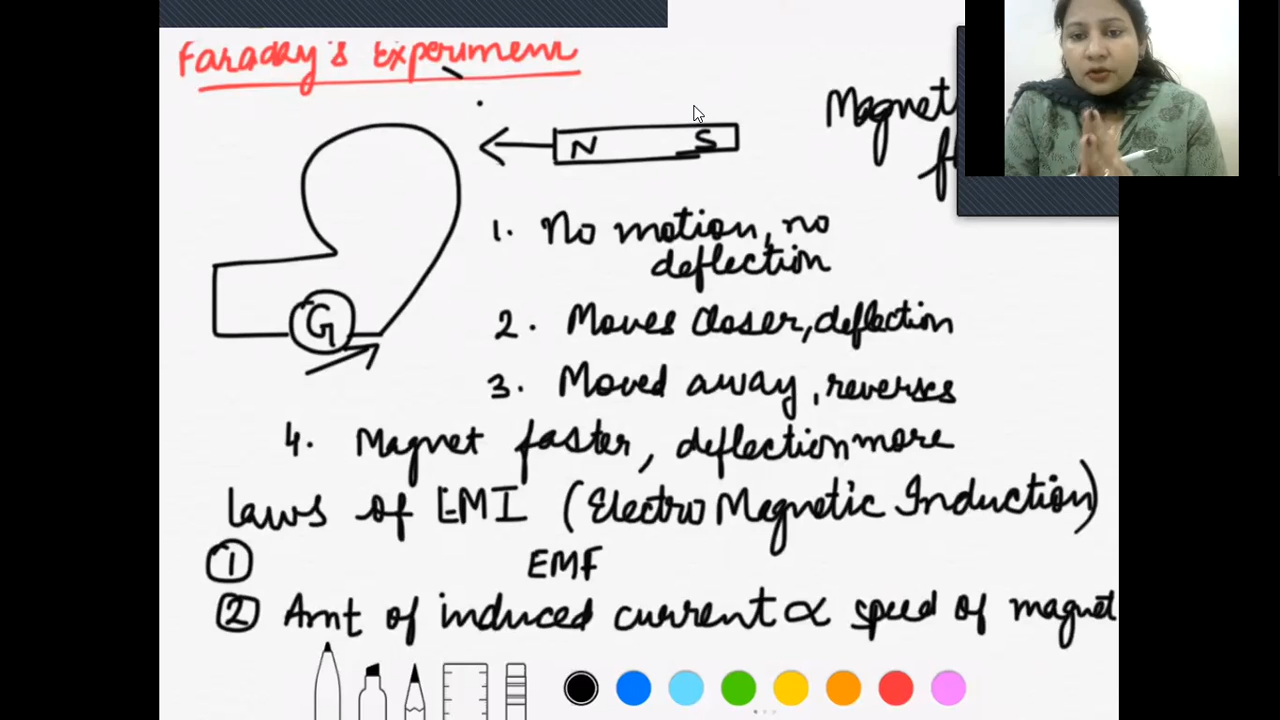 Faraday's Experiment
N S
Magnet
1. No motion, no
deflection
2. Moves closer, deflection
G
3. Moved away, reverses
4. Magnet faster, deflection more
laws of EMI (Electro Magnetic Induction)
① EMF
② Amt of induced current ∝ speed of magnet